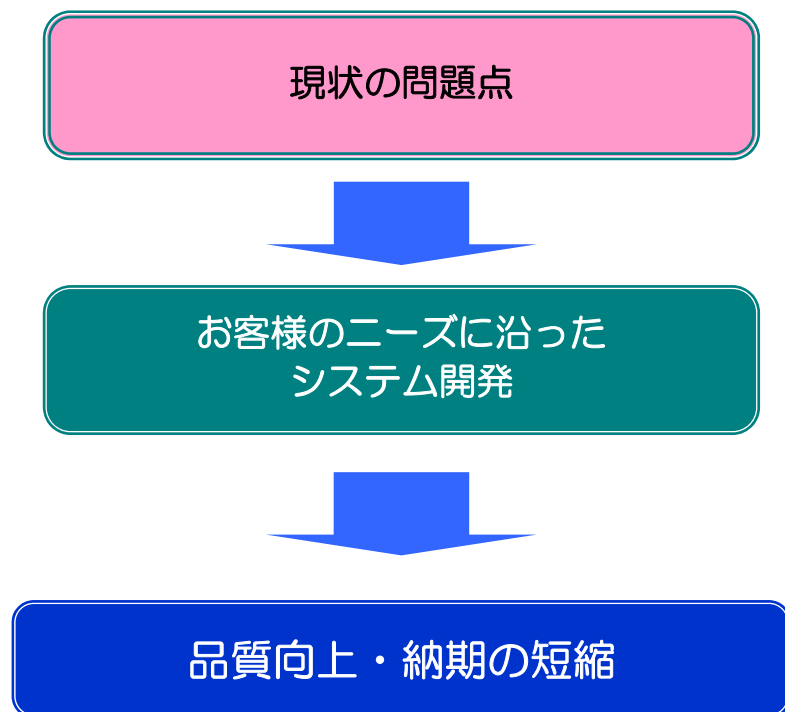 現状の問題点
お客様のニーズに沿った
システム開発
品質向上・納期の短縮